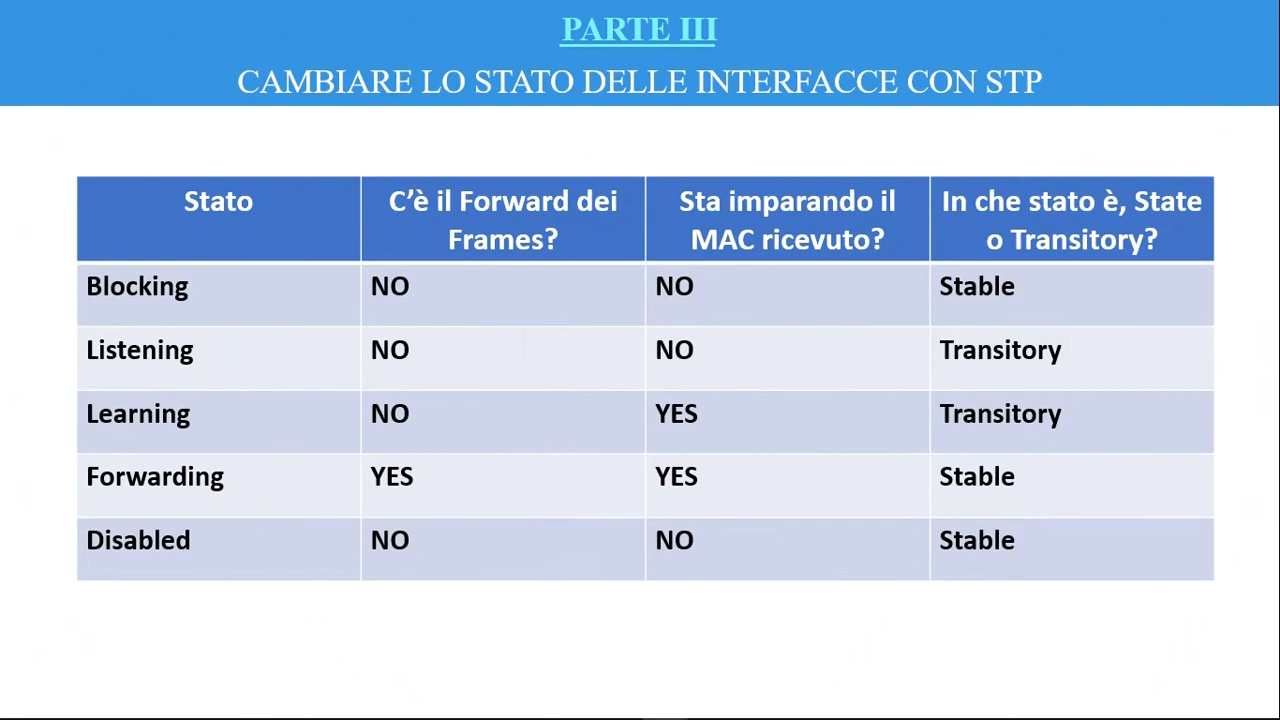 PARTE III
CAMBIARE LO STATO DELLE INTERFACCE CON STP
Stato
C’è il Forward dei
Frames?
Sta imparando il
MAC ricevuto?
In che stato è, State
o Transitory?
Blocking
NO
NO
Stable
Listening
NO
NO
Transitory
Learning
NO
YES
Transitory
Forwarding
YES
YES
Stable
Disabled
NO
NO
Stable